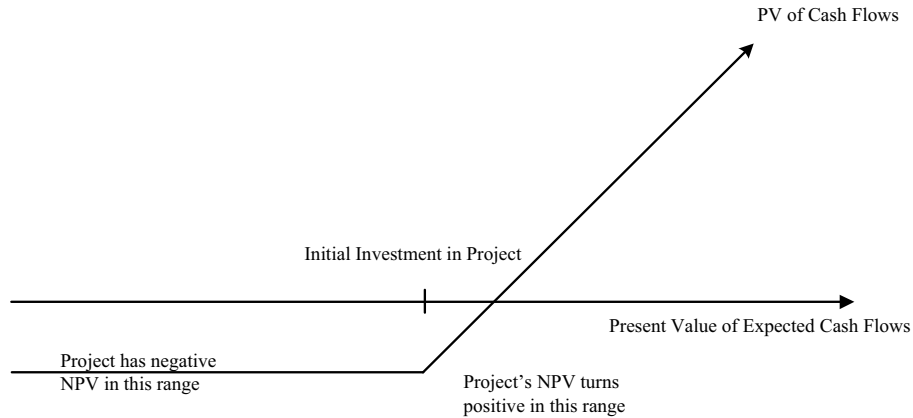 PV of Cash Flows
Initial Investment in Project
Present Value of Expected Cash Flows
Project has negative
NPV in this range
Project’s NPV turns
positive in this range